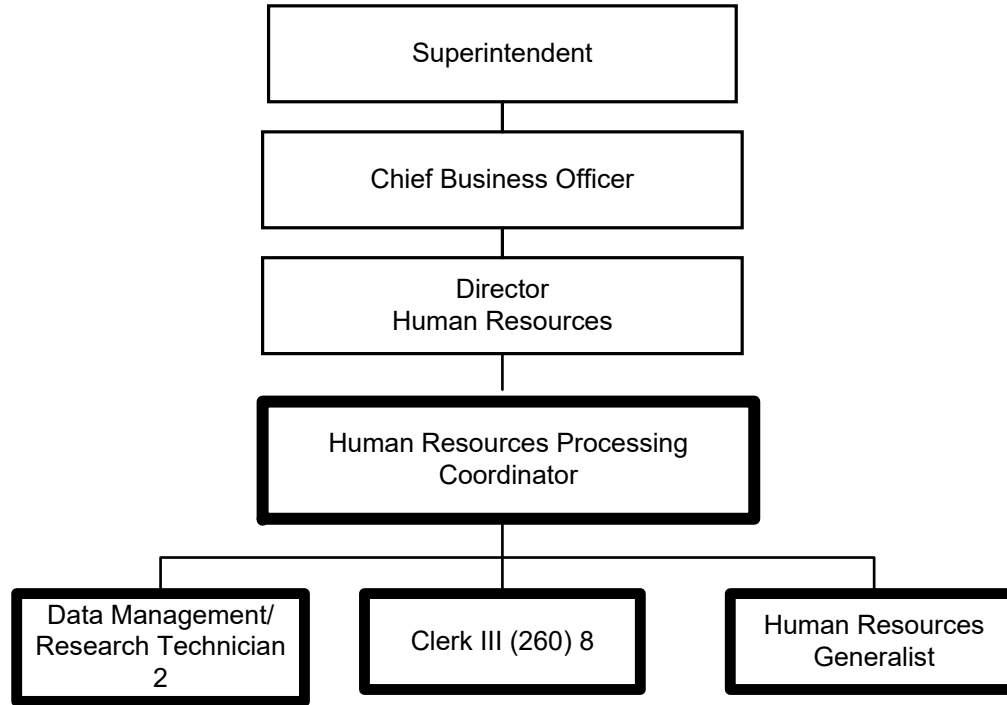 Superintendent
Chief Business Officer
Director
Human Resources
Human Resources Processing
Coordinator
Data Management/
Research Technician
2
Clerk III (260) 8
Human Resources
Generalist